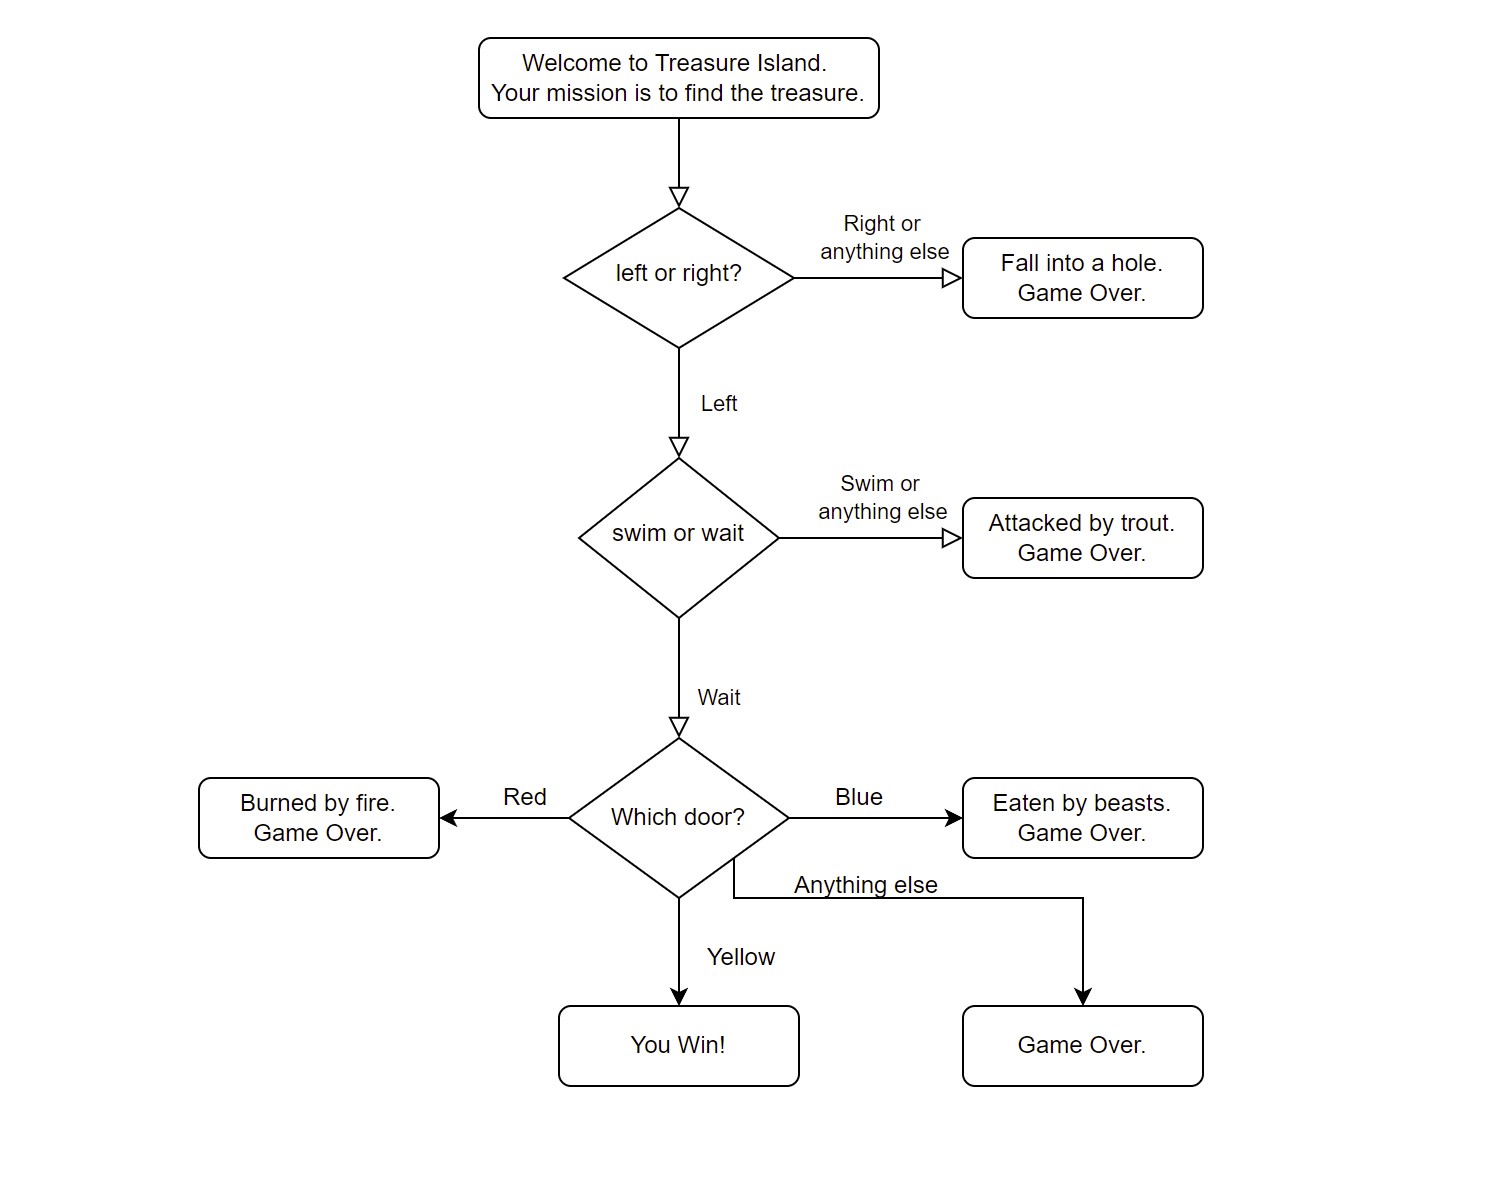 Welcome to Treasure Island.
Your mission is to find the treasure.
left or right?
Right or
anything else
Fall into a hole.
Game Over.
Left
swim or wait
Swim or
anything else
Attacked by trout.
Game Over.
Wait
Burned by fire.
Game Over.
Red
Which door?
Blue
Eaten by beasts.
Game Over.
Anything else
Yellow
You Win!
Game Over.